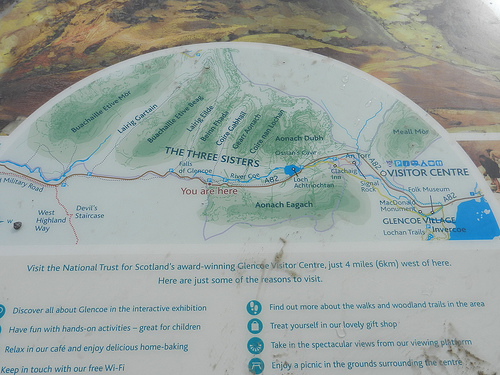 Buachaille Etive Mòr
Lairig Gartain
Buachaille Etive Beag
Lairig Eilde
Beinn Fhada
Coire Gabhail
Gearr Aonach
Coire nan Lochan
Aonach Dubh
Ossian's Cave
Meall Mòr
THE THREE SISTERS
An Torr
Clachaig
Inn
VISITOR CENTRE
Falls
of Glencoe
River Coe
A82
Loch
Achtriochtan
Signal
Rock
Folk Museum
Military Road
You are here
MacDonald
Monument
A82
West
Highland
Way
Devil's
Staircase
Aonach Eagach
GLENCOE VILLAGE
Lochan Trails
Invercoe
Visit the National Trust for Scotland's award-winning Glencoe Visitor Centre, just 4 miles (6km) west of here.
Here are just some of the reasons to visit.
Discover all about Glencoe in the interactive exhibition
Have fun with hands-on activities – great for children
Relax in our café and enjoy delicious home-baking
Keep in touch with our free Wi-Fi
Find out more about the walks and woodland trails in the area
Treat yourself in our lovely gift shop
Take in the spectacular views from our viewing platform
Enjoy a picnic in the grounds surrounding the centre